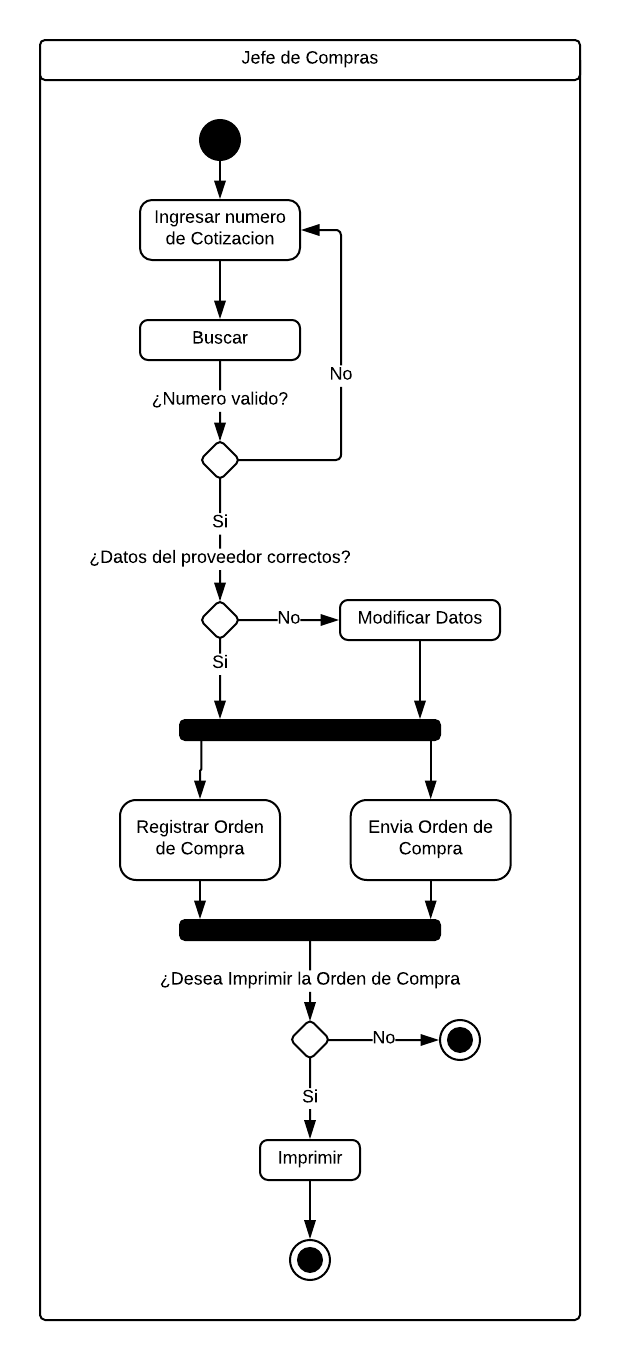 Jefe de Compras
Ingresar numero
de Cotizacion
Buscar
No
¿Numero valido?
Si
¿Datos del proveedor correctos?
No
Modificar Datos
Si
Registrar Orden
de Compra
Envia Orden de
Compra
¿Desea Imprimir la Orden de Compra
No
Si
Imprimir